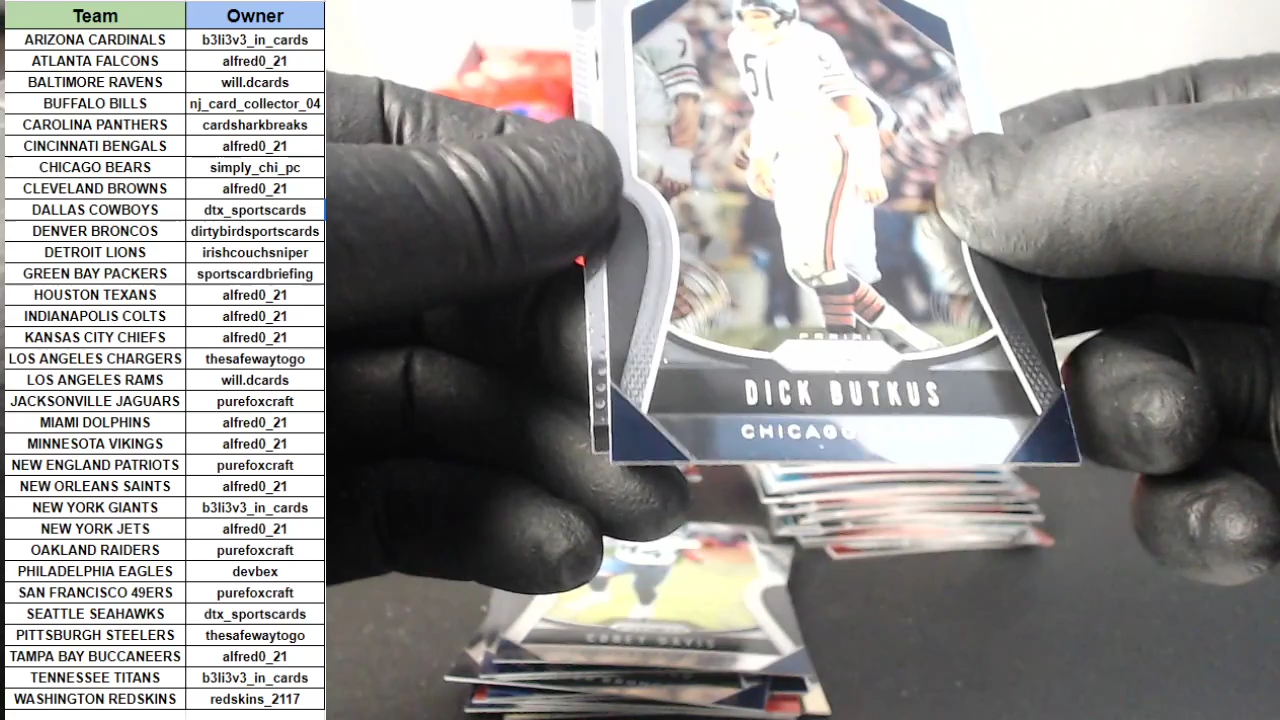 Team Owner
ARIZONA CARDINALS b3li3v3_in_cards
ATLANTA FALCONS alfred0_21
BALTIMORE RAVENS will.dcards
BUFFALO BILLS nj_card_collector_04
CAROLINA PANTHERS cardsharkbreaks
CINCINNATI BENGALS alfred0_21
CHICAGO BEARS simply_chi_pc
CLEVELAND BROWNS alfred0_21
DALLAS COWBOYS dtx_sportscards
DENVER BRONCOS dirtybirdsportscards
DETROIT LIONS irishcouchsniper
GREEN BAY PACKERS sportscardbriefing
HOUSTON TEXANS alfred0_21
INDIANAPOLIS COLTS alfred0_21
KANSAS CITY CHIEFS alfred0_21
LOS ANGELES CHARGERS thesafewaytogo
LOS ANGELES RAMS will.dcards
JACKSONVILLE JAGUARS purefoxcraft
MIAMI DOLPHINS alfred0_21
MINNESOTA VIKINGS alfred0_21
NEW ENGLAND PATRIOTS purefoxcraft
NEW ORLEANS SAINTS alfred0_21
NEW YORK GIANTS b3li3v3_in_cards
NEW YORK JETS alfred0_21
OAKLAND RAIDERS purefoxcraft
PHILADELPHIA EAGLES devbex
SAN FRANCISCO 49ERS purefoxcraft
SEATTLE SEAHAWKS dtx_sportscards
PITTSBURGH STEELERS thesafewaytogo
TAMPA BAY BUCCANEERS alfred0_21
TENNESSEE TITANS b3li3v3_in_cards
WASHINGTON REDSKINS redskins_2117
7
51
PANINI
DICK BUTKUS
CHICAGO
COREY DAVIS